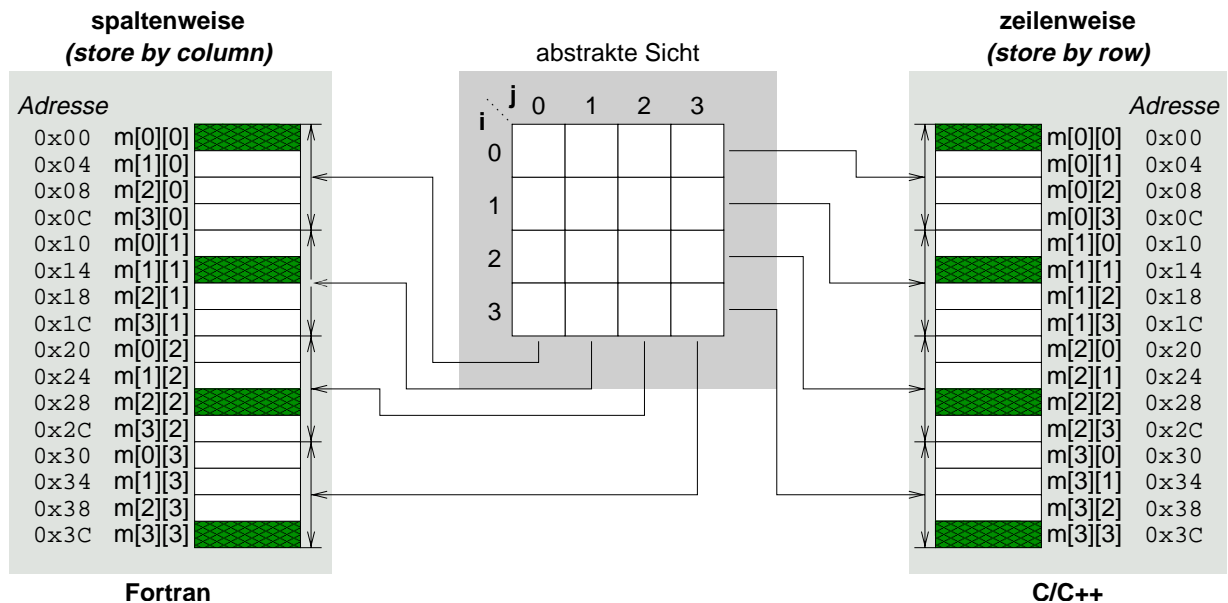 spaltenweise
(store by column)
Adresse
0x00 m[0][0]
0x04 m[1][0]
0x08 m[2][0]
0x0C m[3][0]
0x10 m[0][1]
0x14 m[1][1]
0x18 m[2][1]
0x1C m[3][1]
0x20 m[0][2]
0x24 m[1][2]
0x28 m[2][2]
0x2C m[3][2]
0x30 m[0][3]
0x34 m[1][3]
0x38 m[2][3]
0x3C m[3][3]
Fortran
abstrakte Sicht
j 0 1 2 3
i
0
1
2
3
zeilenweise
(store by row)
Adresse
m[0][0] 0x00
m[0][1] 0x04
m[0][2] 0x08
m[0][3] 0x0C
m[1][0] 0x10
m[1][1] 0x14
m[1][2] 0x18
m[1][3] 0x1C
m[2][0] 0x20
m[2][1] 0x24
m[2][2] 0x28
m[2][3] 0x2C
m[3][0] 0x30
m[3][1] 0x34
m[3][2] 0x38
m[3][3] 0x3C
C/C++